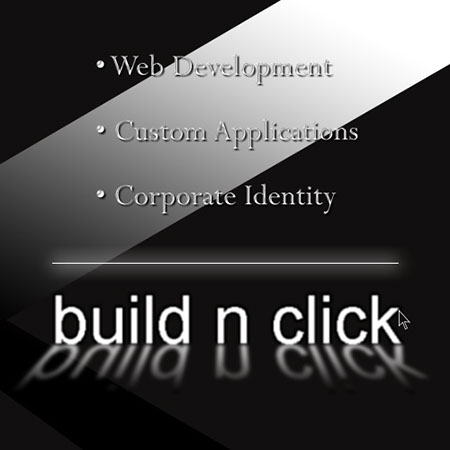 • Web Development
• Custom Applications
• Corporate Identity
build n click